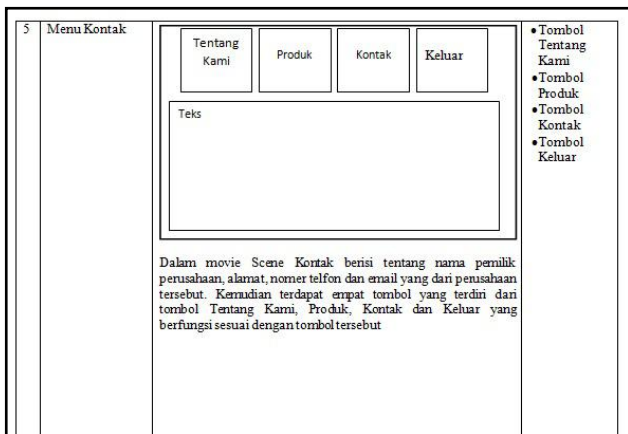 5
Menu Kontak
Tentang
Kami
Produk
Kontak
Keluar
Teks
Dalam movie Scene Kontak berisi tentang nama pemilik
perusahaan, alamat, nomer telfon dan email yang dari perusahaan
tersebut. Kemudian terdapat empat tombol yang terdiri dari
tombol Tentang Kami, Produk, Kontak dan Keluar yang
berfungsi sesuai dengan tombol tersebut
•Tombol
Tentang
Kami
•Tombol
Produk
•Tombol
Kontak
•Tombol
Keluar